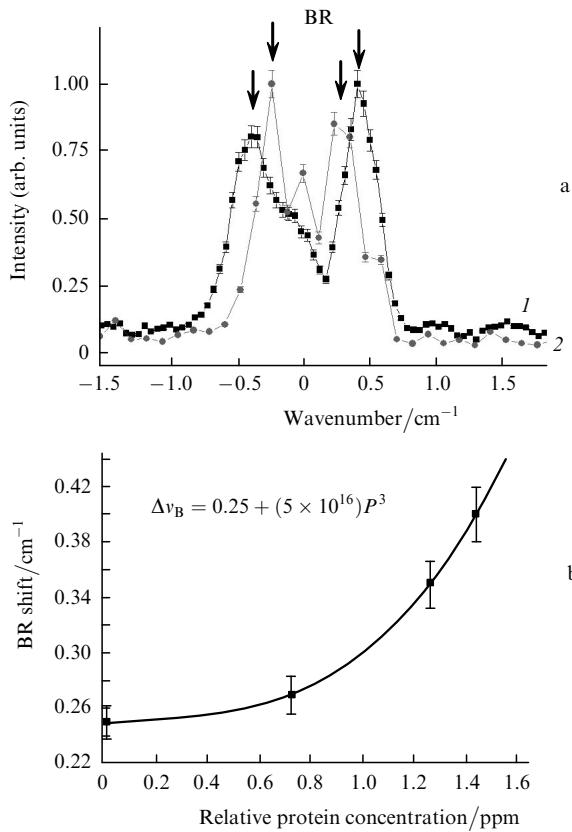 BR
1.00
0.75
0.50
0.25
0
Intensity (arb. units)
a
1
2
−1.5 −1.0 −0.5 0 0.5 1.0 1.5
Wavenumber/cm⁻¹
0.42
0.38
0.34
0.30
0.26
0.22
BR shift/cm⁻¹
Δν_B = 0.25 + (5 × 10¹⁶)P³
b
0 0.2 0.4 0.6 0.8 1.0 1.2 1.4 1.6
Relative protein concentration/ppm